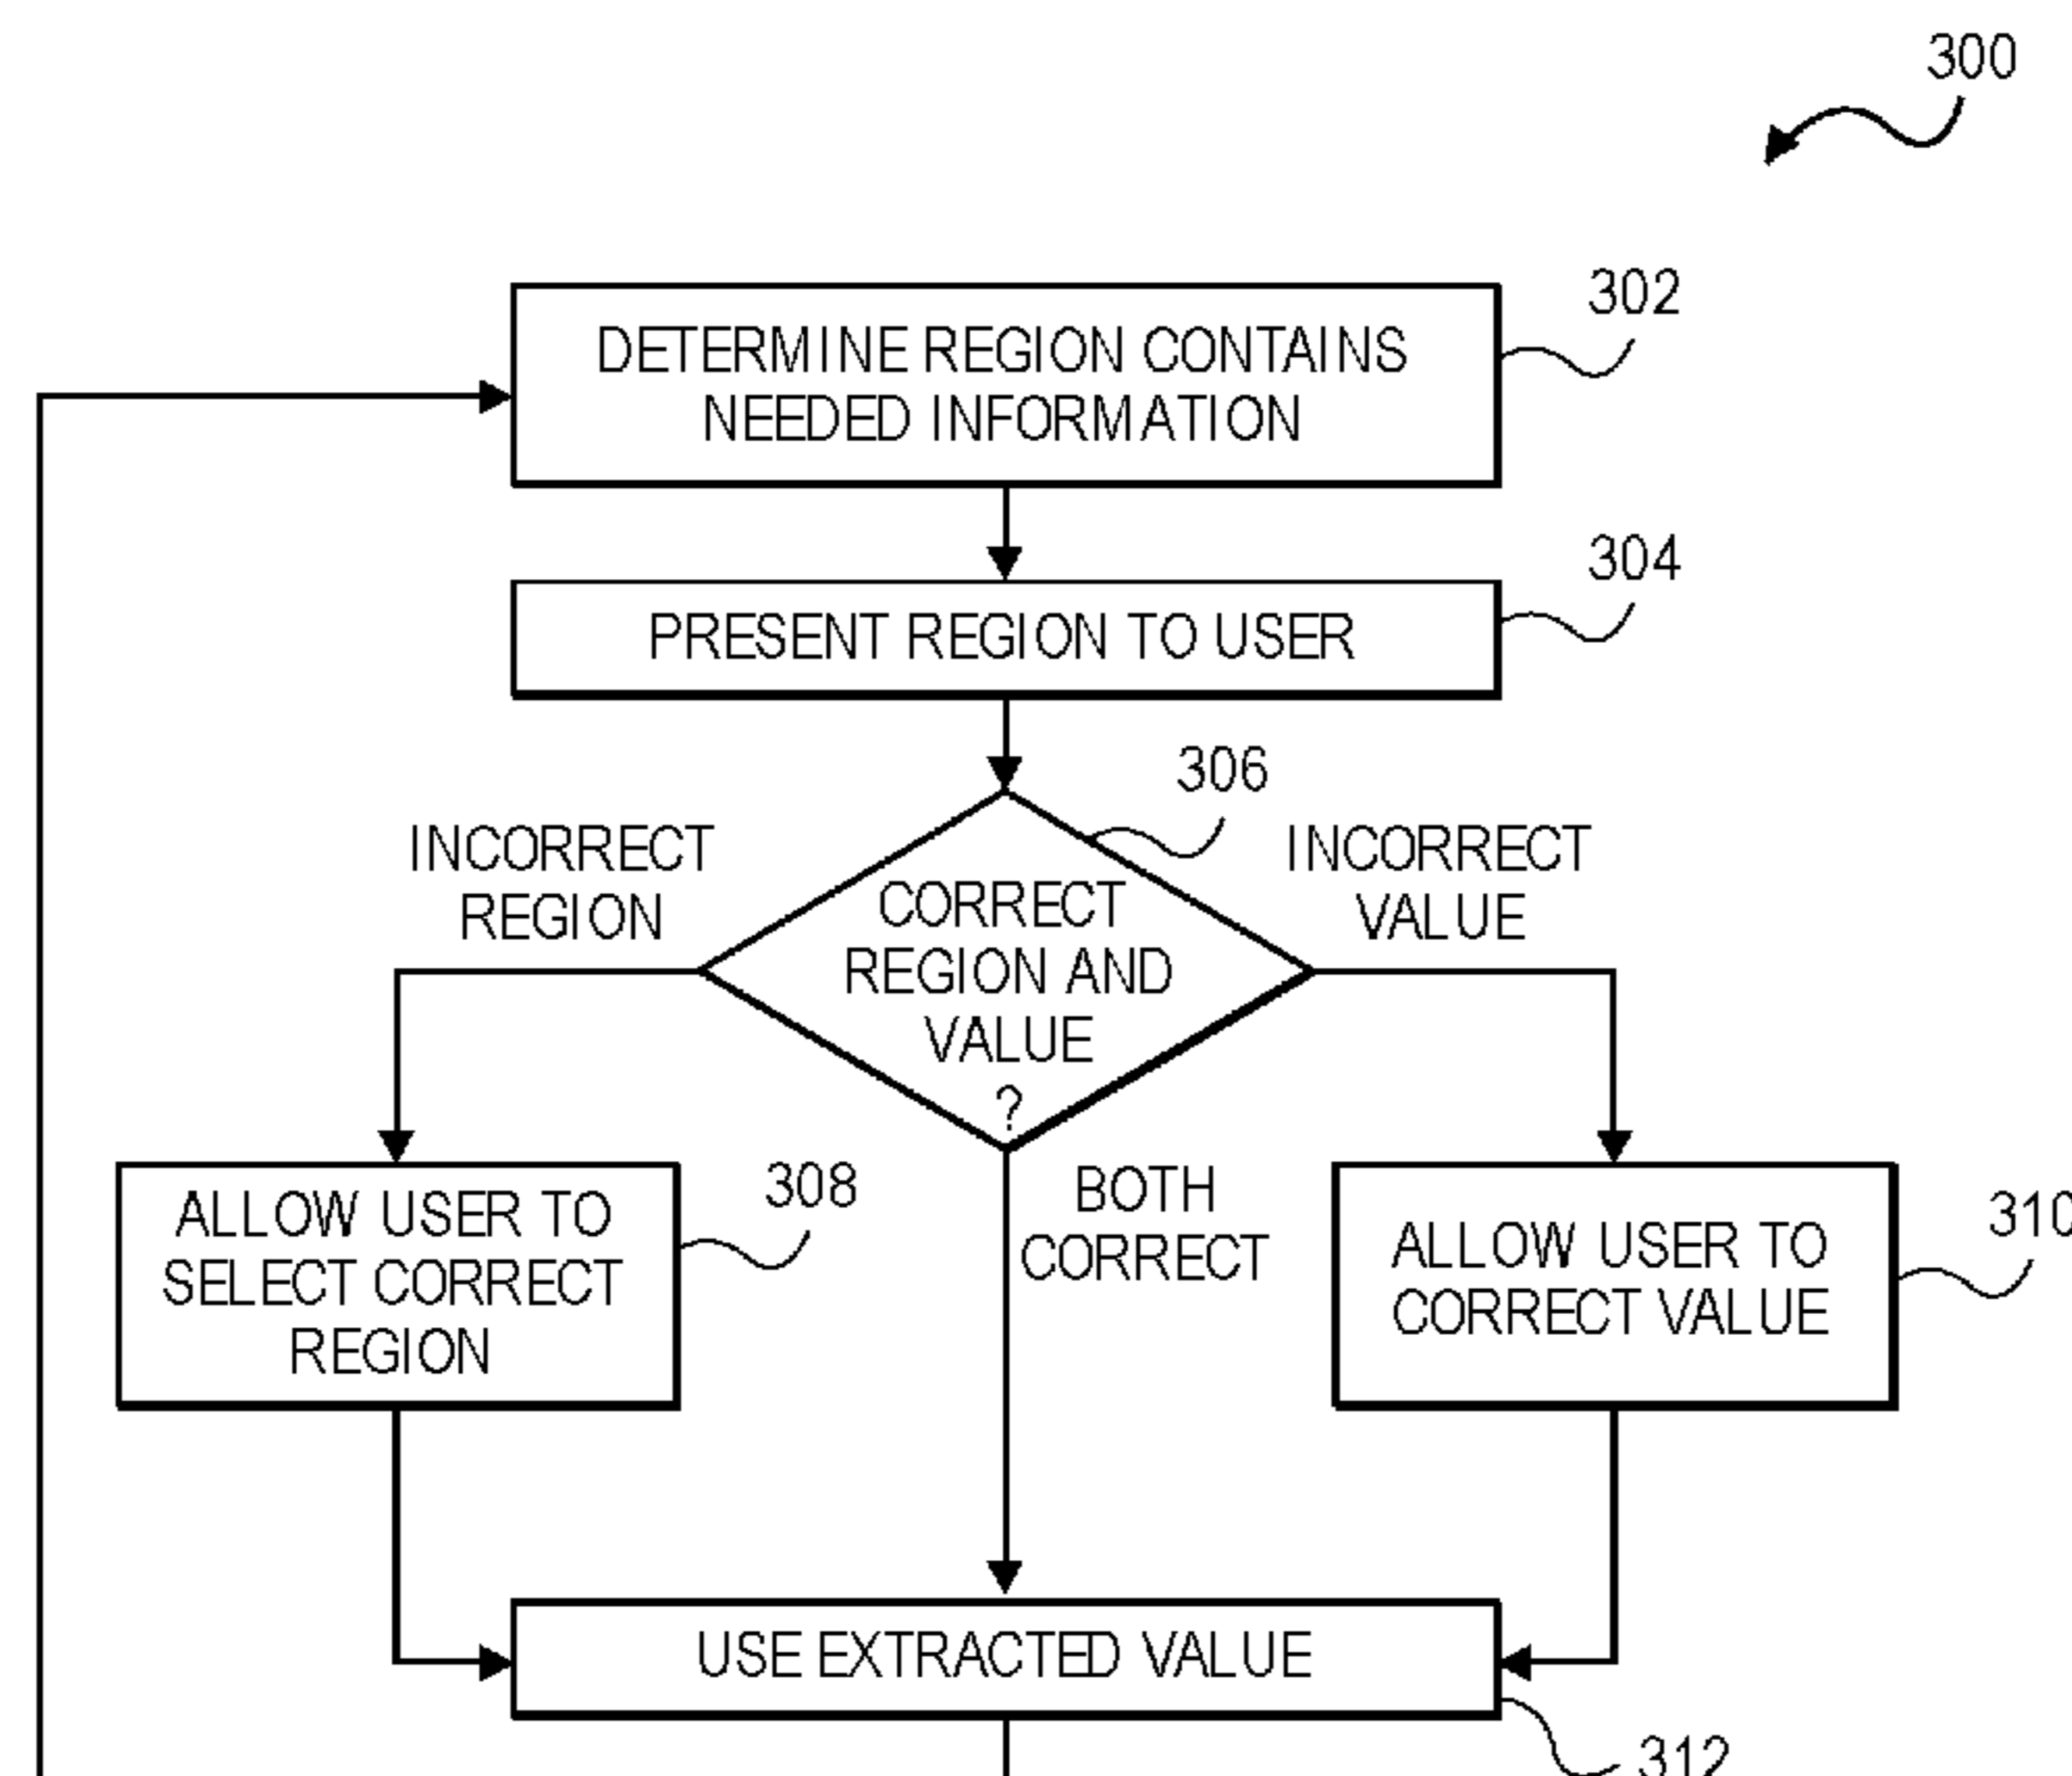 300
302
DETERMINE REGION CONTAINS
NEEDED INFORMATION
304
PRESENT REGION TO USER
306
INCORRECT
REGION
CORRECT
REGION AND
VALUE
?
INCORRECT
VALUE
308
ALLOW USER TO
SELECT CORRECT
REGION
BOTH
CORRECT
310
ALLOW USER TO
CORRECT VALUE
USE EXTRACTED VALUE
312